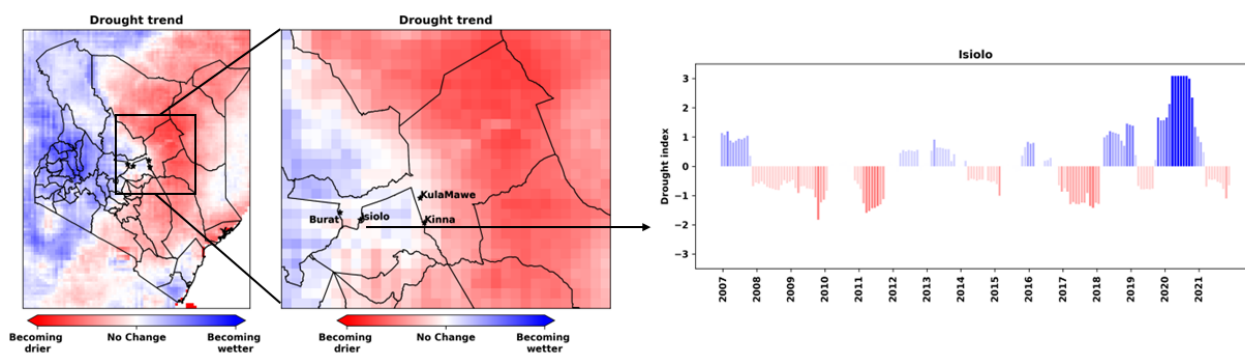 Drought trend
Becoming
drier
No Change
Becoming
wetter
Drought trend
KulaMawe
Burat
Isiolo
Kinna
Becoming
drier
No Change
Becoming
wetter
Isiolo
Drought index
3
2
1
0
−1
−2
−3
2007
2008
2009
2010
2011
2012
2013
2014
2015
2016
2017
2018
2019
2020
2021